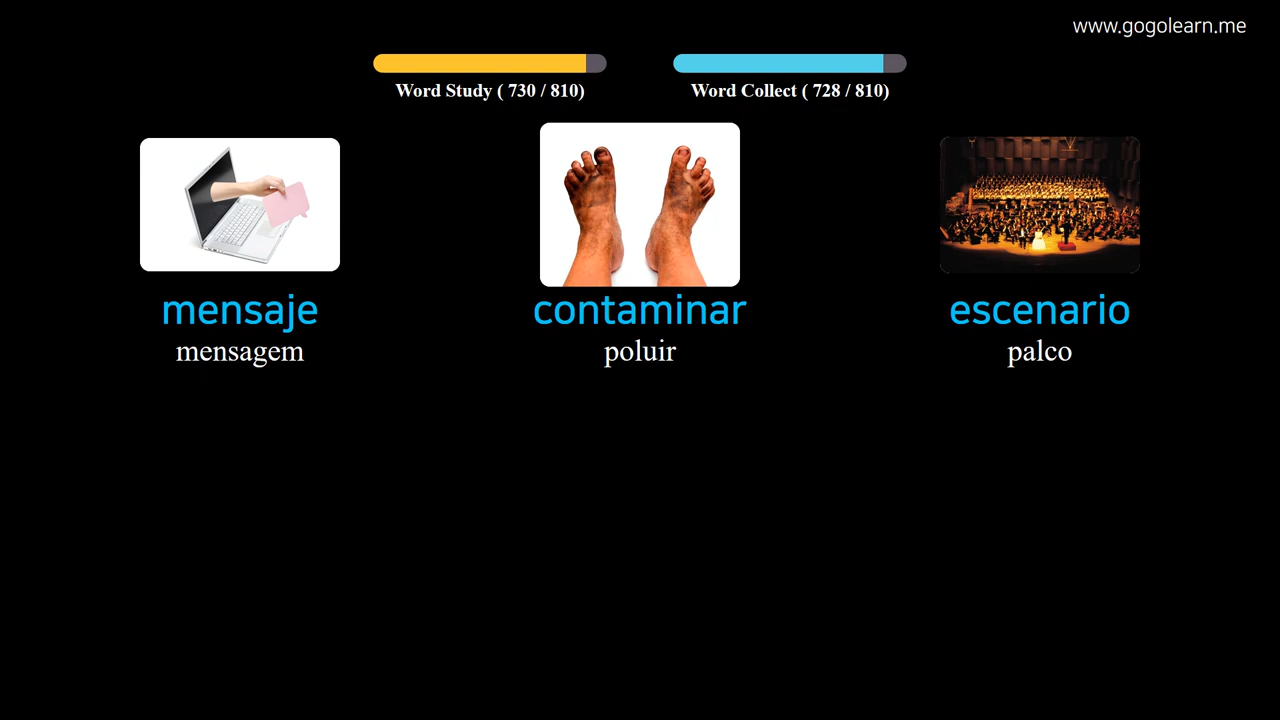 www.gogolearn.me
Word Study ( 730 / 810)
Word Collect ( 728 / 810)
mensaje
mensagem
contaminar
poluir
escenario
palco